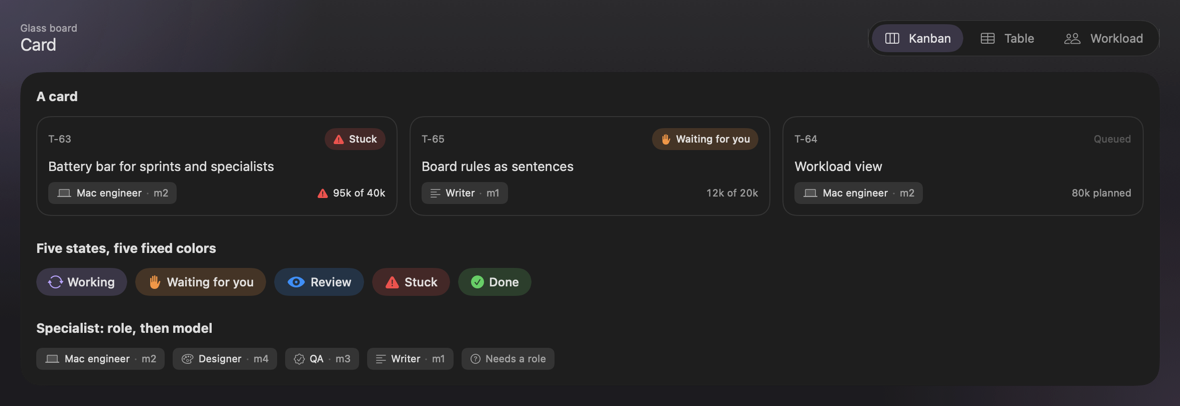 Glass board
Card
Kanban
Table
Workload
A card
T-63
Stuck
Battery bar for sprints and specialists
Mac engineer · m2
95k of 40k
T-65
Waiting for you
Board rules as sentences
Writer · m1
12k of 20k
T-64
Queued
Workload view
Mac engineer · m2
80k planned
Five states, five fixed colors
Working
Waiting for you
Review
Stuck
Done
Specialist: role, then model
Mac engineer · m2
Designer · m4
QA · m3
Writer · m1
Needs a role